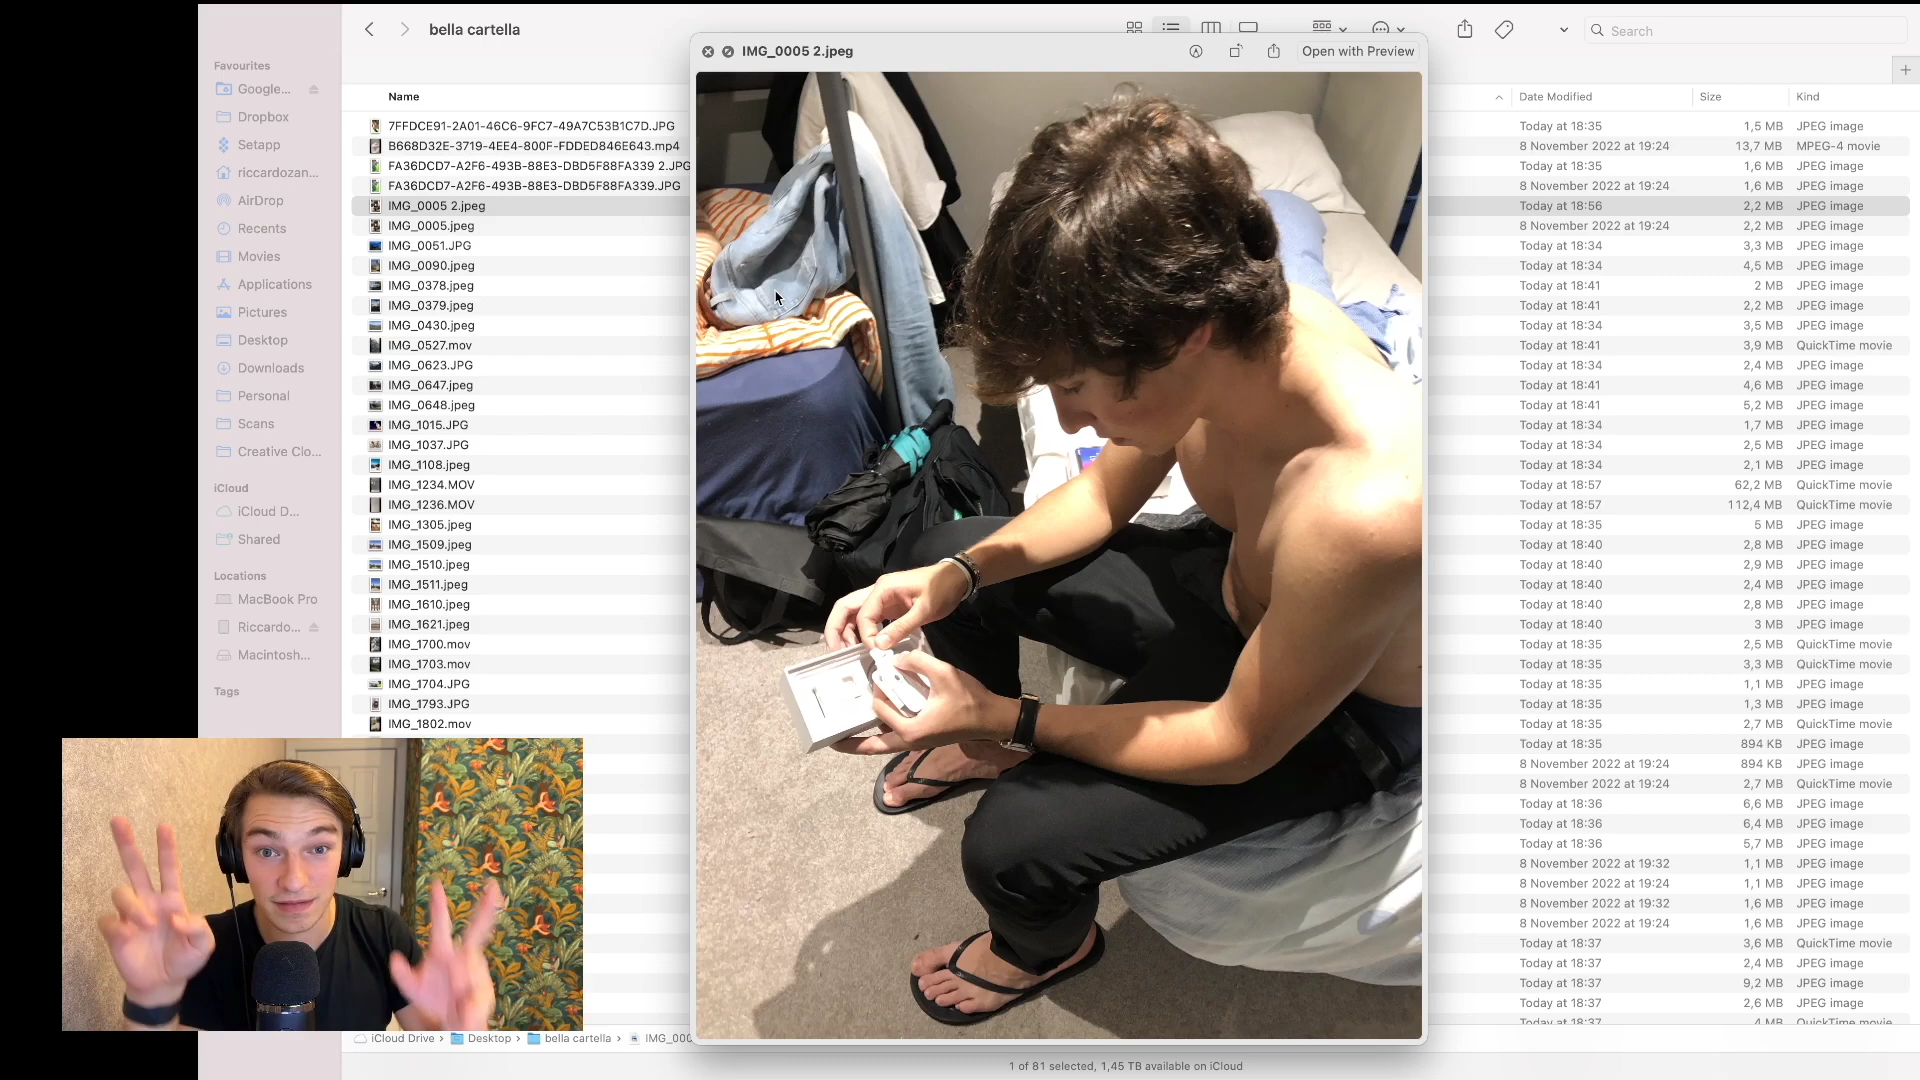 bella cartella
Search
IMG_0005 2.jpeg
Open with Preview
Favourites
Google...
Dropbox
Setapp
riccardozan...
AirDrop
Recents
Movies
Applications
Pictures
Desktop
Downloads
Personal
Scans
Creative Clo...
iCloud
iCloud D...
Shared
Locations
MacBook Pro
Riccardo...
Macintosh...
Tags
Name Date Modified Size Kind
7FFDCE91-2A01-46C6-9FC7-49A7C53B1C7D.JPG Today at 18:35 1,5 MB JPEG image
B668D32E-3719-4EE4-800F-FDDED846E643.mp4 8 November 2022 at 19:24 13,7 MB MPEG-4 movie
FA36DCD7-A2F6-493B-88E3-DBD5F88FA339 2.JPG Today at 18:35 1,6 MB JPEG image
FA36DCD7-A2F6-493B-88E3-DBD5F88FA339.JPG 8 November 2022 at 19:24 1,6 MB JPEG image
IMG_0005 2.jpeg Today at 18:56 2,2 MB JPEG image
IMG_0005.jpeg 8 November 2022 at 19:24 2,2 MB JPEG image
IMG_0051.JPG Today at 18:34 3,3 MB JPEG image
IMG_0090.jpeg Today at 18:34 4,5 MB JPEG image
IMG_0378.jpeg Today at 18:41 2 MB JPEG image
IMG_0379.jpeg Today at 18:41 2,2 MB JPEG image
IMG_0430.jpeg Today at 18:34 3,5 MB JPEG image
IMG_0527.mov Today at 18:41 3,9 MB QuickTime movie
IMG_0623.JPG Today at 18:34 2,4 MB JPEG image
IMG_0647.jpeg Today at 18:41 4,6 MB JPEG image
IMG_0648.jpeg Today at 18:41 5,2 MB JPEG image
IMG_1015.JPG Today at 18:34 1,7 MB JPEG image
IMG_1037.JPG Today at 18:34 2,5 MB JPEG image
IMG_1108.jpeg Today at 18:34 2,1 MB JPEG image
IMG_1234.MOV Today at 18:57 62,2 MB QuickTime movie
IMG_1236.MOV Today at 18:57 112,4 MB QuickTime movie
IMG_1305.jpeg Today at 18:35 5 MB JPEG image
IMG_1509.jpeg Today at 18:40 2,8 MB JPEG image
IMG_1510.jpeg Today at 18:40 2,9 MB JPEG image
IMG_1511.jpeg Today at 18:40 2,4 MB JPEG image
IMG_1610.jpeg Today at 18:40 2,8 MB JPEG image
IMG_1621.jpeg Today at 18:40 3 MB JPEG image
IMG_1700.mov Today at 18:35 2,5 MB QuickTime movie
IMG_1703.mov Today at 18:35 3,3 MB QuickTime movie
IMG_1704.JPG Today at 18:35 1,1 MB JPEG image
IMG_1793.JPG Today at 18:35 1,3 MB JPEG image
IMG_1802.mov Today at 18:35 2,7 MB QuickTime movie
Today at 18:35 894 KB JPEG image
8 November 2022 at 19:24 894 KB JPEG image
8 November 2022 at 19:24 2,7 MB QuickTime movie
Today at 18:36 6,6 MB JPEG image
Today at 18:36 6,4 MB JPEG image
Today at 18:36 5,7 MB JPEG image
8 November 2022 at 19:32 1,1 MB JPEG image
8 November 2022 at 19:24 1,1 MB JPEG image
8 November 2022 at 19:32 1,6 MB JPEG image
8 November 2022 at 19:24 1,6 MB JPEG image
Today at 18:37 3,6 MB QuickTime movie
Today at 18:37 2,4 MB JPEG image
Today at 18:37 9,2 MB JPEG image
Today at 18:37 2,6 MB JPEG image
Today at 18:37 4 MB QuickTime movie
iCloud Drive › Desktop › bella cartella › IMG_000
1 of 81 selected, 1,45 TB available on iCloud